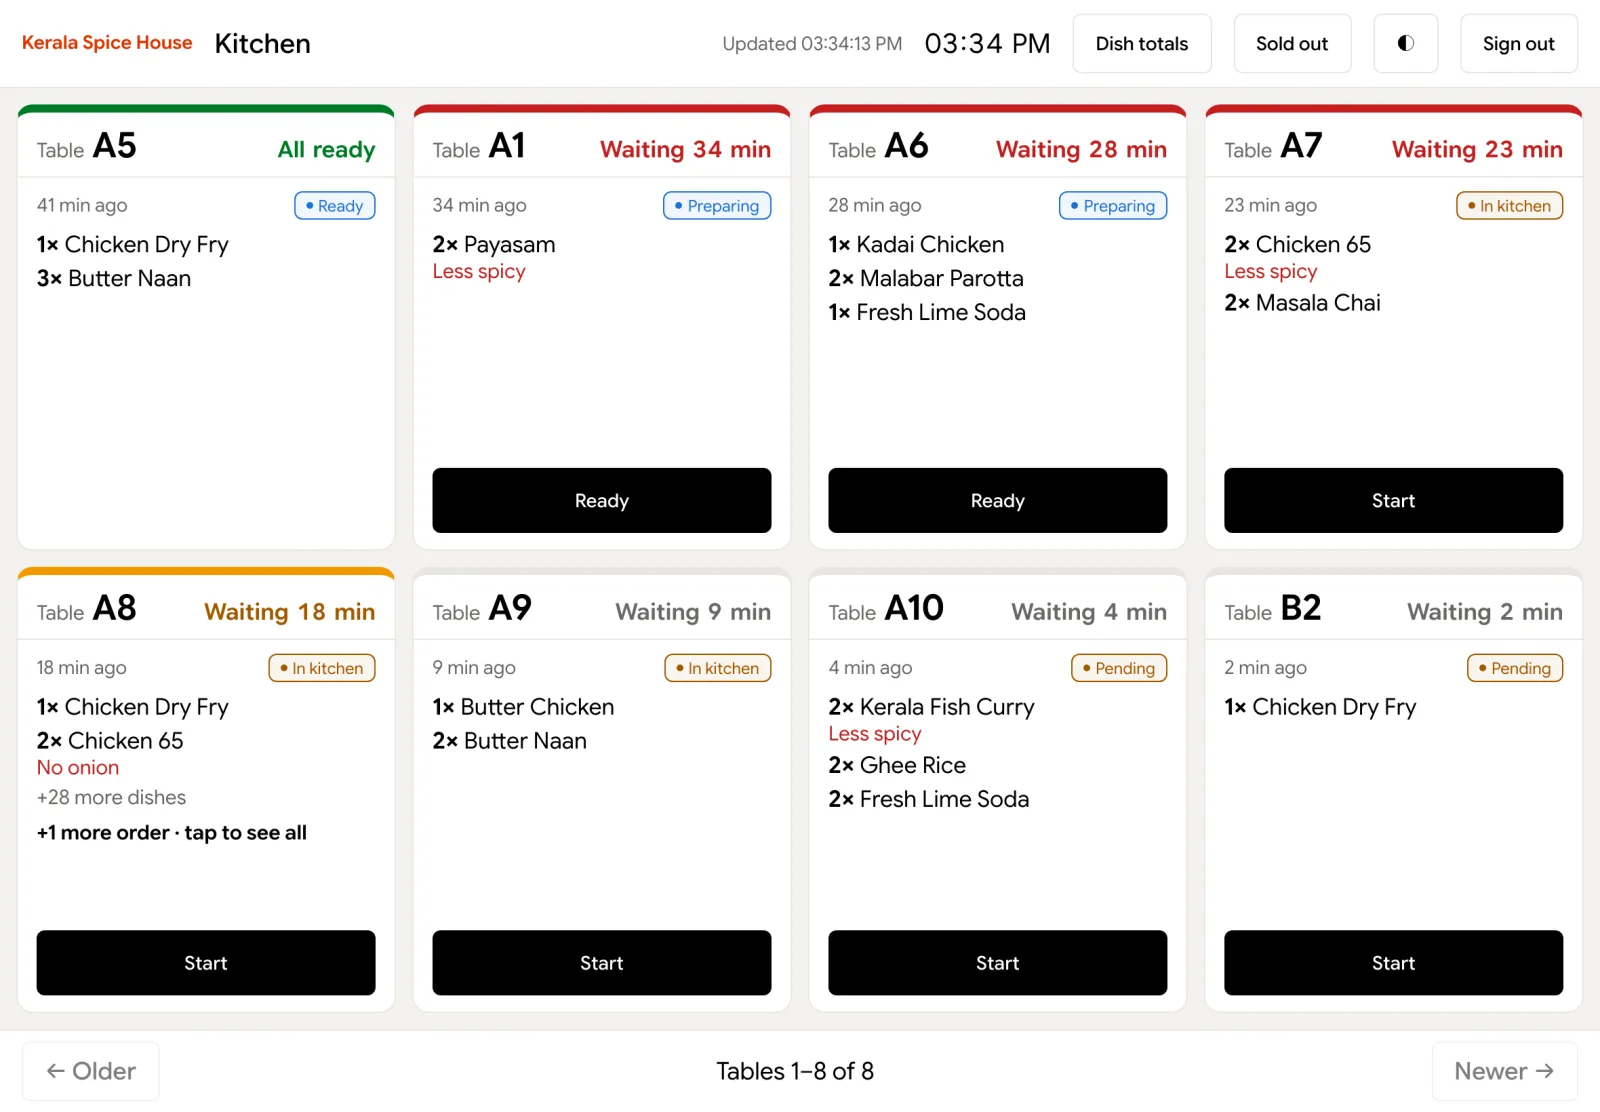 Kerala Spice House Kitchen Updated 03:34:13 PM 03:34 PM Dish totals Sold out Sign out
Table A5 All ready
41 min ago Ready
1× Chicken Dry Fry
3× Butter Naan
Table A1 Waiting 34 min
34 min ago Preparing
2× Payasam
Less spicy
Ready
Table A6 Waiting 28 min
28 min ago Preparing
1× Kadai Chicken
2× Malabar Parotta
1× Fresh Lime Soda
Ready
Table A7 Waiting 23 min
23 min ago In kitchen
2× Chicken 65
Less spicy
2× Masala Chai
Start
Table A8 Waiting 18 min
18 min ago In kitchen
1× Chicken Dry Fry
2× Chicken 65
No onion
+28 more dishes
+1 more order · tap to see all
Start
Table A9 Waiting 9 min
9 min ago In kitchen
1× Butter Chicken
2× Butter Naan
Start
Table A10 Waiting 4 min
4 min ago Pending
2× Kerala Fish Curry
Less spicy
2× Ghee Rice
2× Fresh Lime Soda
Start
Table B2 Waiting 2 min
2 min ago Pending
1× Chicken Dry Fry
Start
← Older Tables 1–8 of 8 Newer →